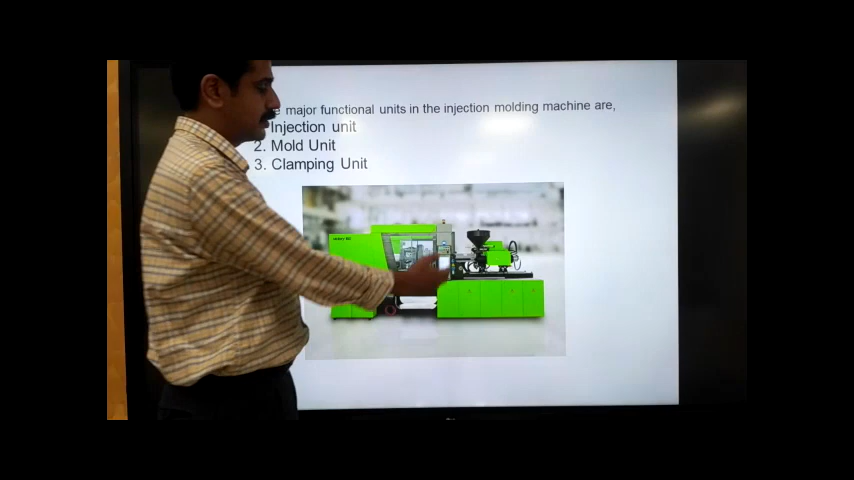 major functional units in the injection molding machine are,
Injection unit
2. Mold Unit
3. Clamping Unit